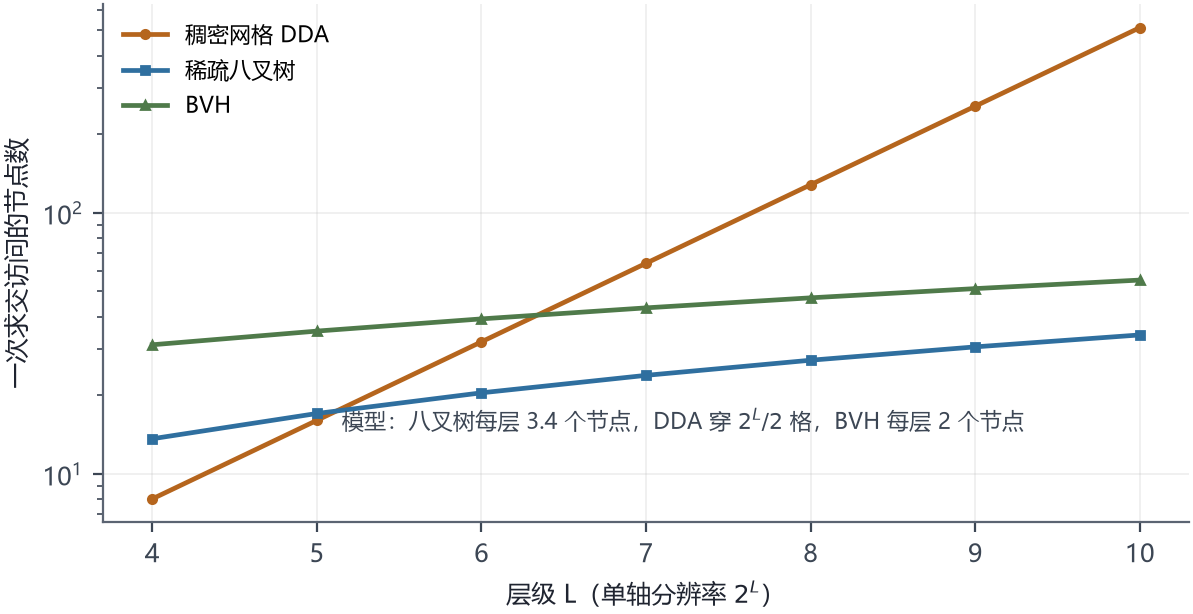 稠密网格 DDA
稀疏八叉树
BVH
一次求交访问的节点数
10²
10¹
模型：八叉树每层 3.4 个节点，DDA 穿 2ᴸ/2 格，BVH 每层 2 个节点
4 5 6 7 8 9 10
层级 L（单轴分辨率 2ᴸ）